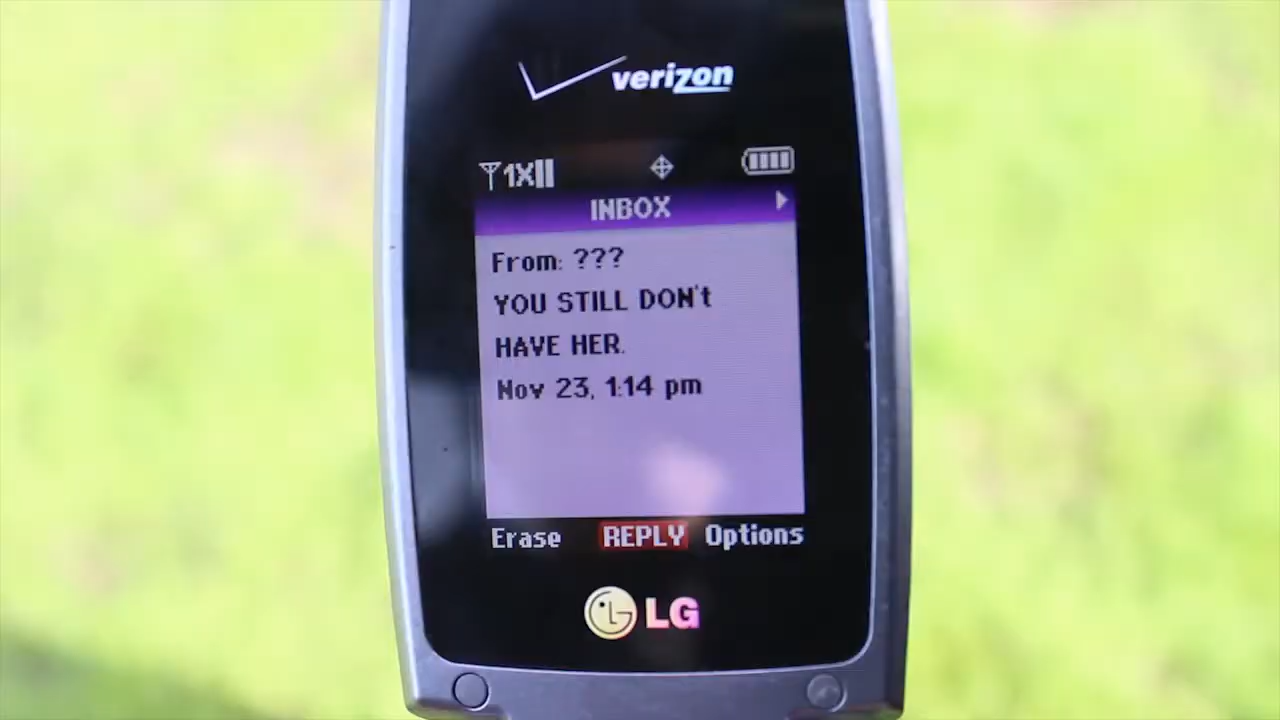 verizon
1X
INBOX
From: ???
YOU STILL DON't
HAVE HER.
Nov 23, 1:14 pm
Erase REPLY Options
LG